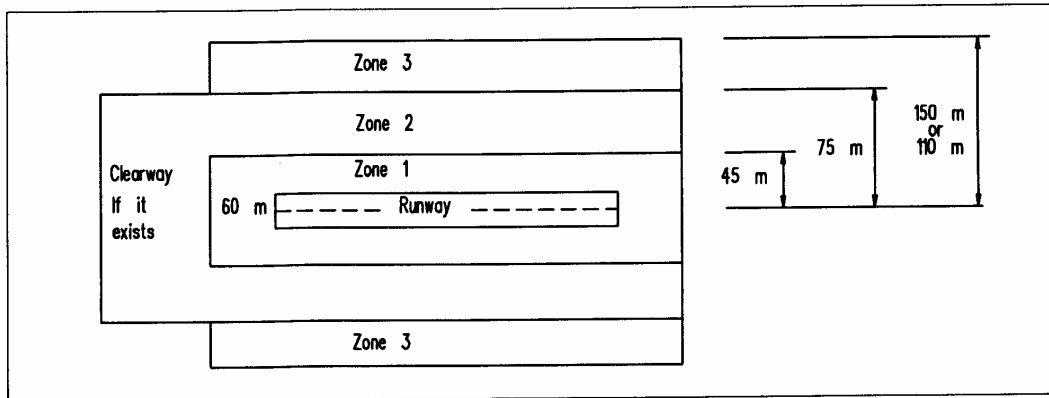 Zone 3
Zone 2
Zone 1
Clearway
If it
exists
60 m
Runway
Zone 3
45 m
75 m
150 m
or
110 m